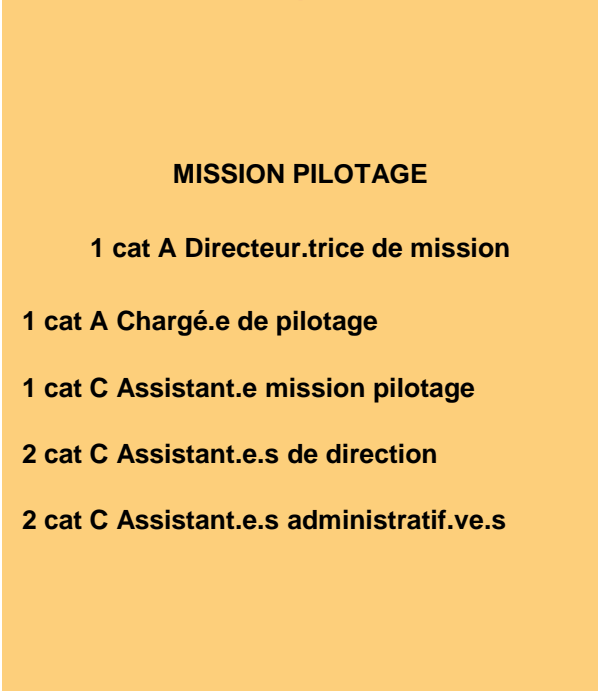 MISSION PILOTAGE
1 cat A Directeur.trice de mission
1 cat A Chargé.e de pilotage
1 cat C Assistant.e mission pilotage
2 cat C Assistant.e.s de direction
2 cat C Assistant.e.s administratif.ve.s